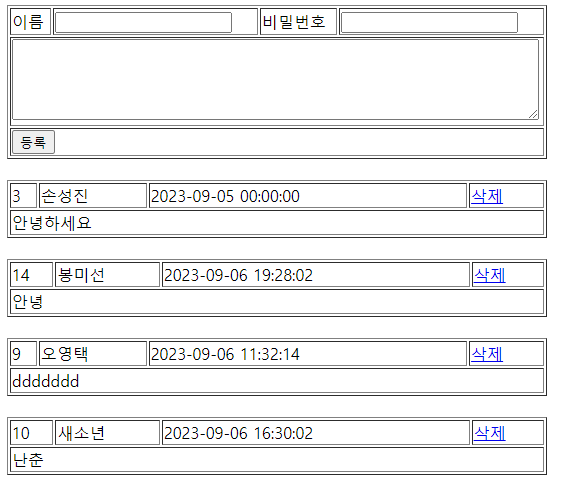 이름 비밀번호
등록
3 손성진 2023-09-05 00:00:00 삭제
안녕하세요
14 봉미선 2023-09-06 19:28:02 삭제
안녕
9 오영택 2023-09-06 11:32:14 삭제
ddddddd
10 새소년 2023-09-06 16:30:02 삭제
난춘